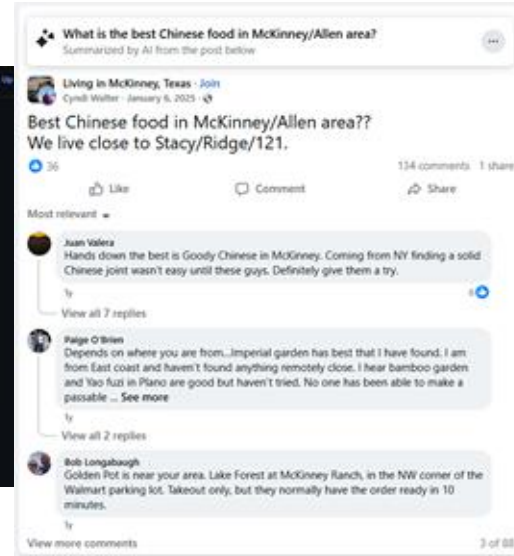 What is the best Chinese food in McKinney/Allen area?
Summarized by AI from the post below
Living in McKinney, Texas · Join
Cyndi Walter · January 6, 2025 ·
Best Chinese food in McKinney/Allen area??
We live close to Stacy/Ridge/121.
36
134 comments 1 share
Like Comment Share
Most relevant
Juan Valera
Hands down the best is Goody Chinese in McKinney. Coming from NY finding a solid
Chinese joint wasn't easy until these guys. Definitely give them a try.
1y
View all 7 replies
Paige O'Brien
Depends on where you are from...Imperial garden has best that I have found. I am
from East coast and haven't found anything remotely close. I hear bamboo garden
and Yao fuzi in Plano are good but haven't tried. No one has been able to make a
passable ... See more
1y
View all 2 replies
Bob Longabaugh
Golden Pot is near your area. Lake Forest at McKinney Ranch, in the NW corner of the
Walmart parking lot. Takeout only, but they normally have the order ready in 10
minutes.
1y
View more comments
3 of 88